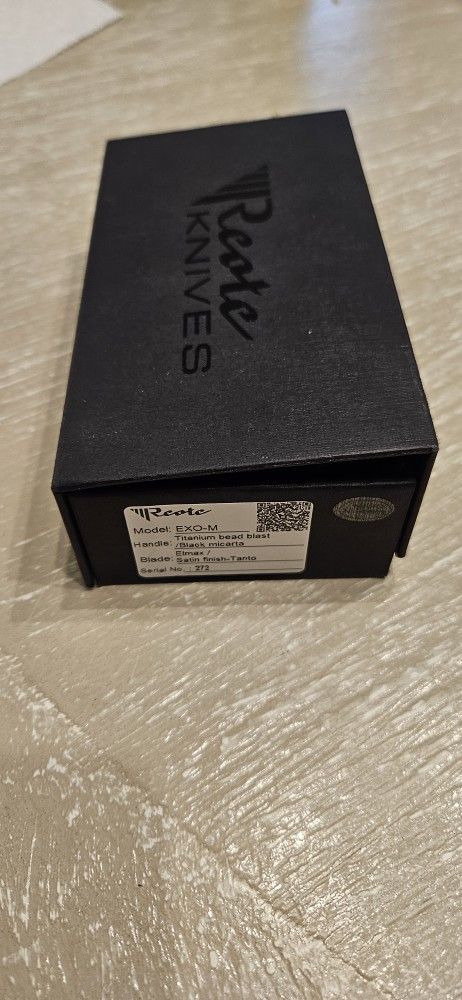 Reate
KNIVES
Reate
Model: EXO-M
Handle: Titanium bead blast
/Black micarta
Blade: Elmax /
Satin finish-Tanto
Serial No. : 272